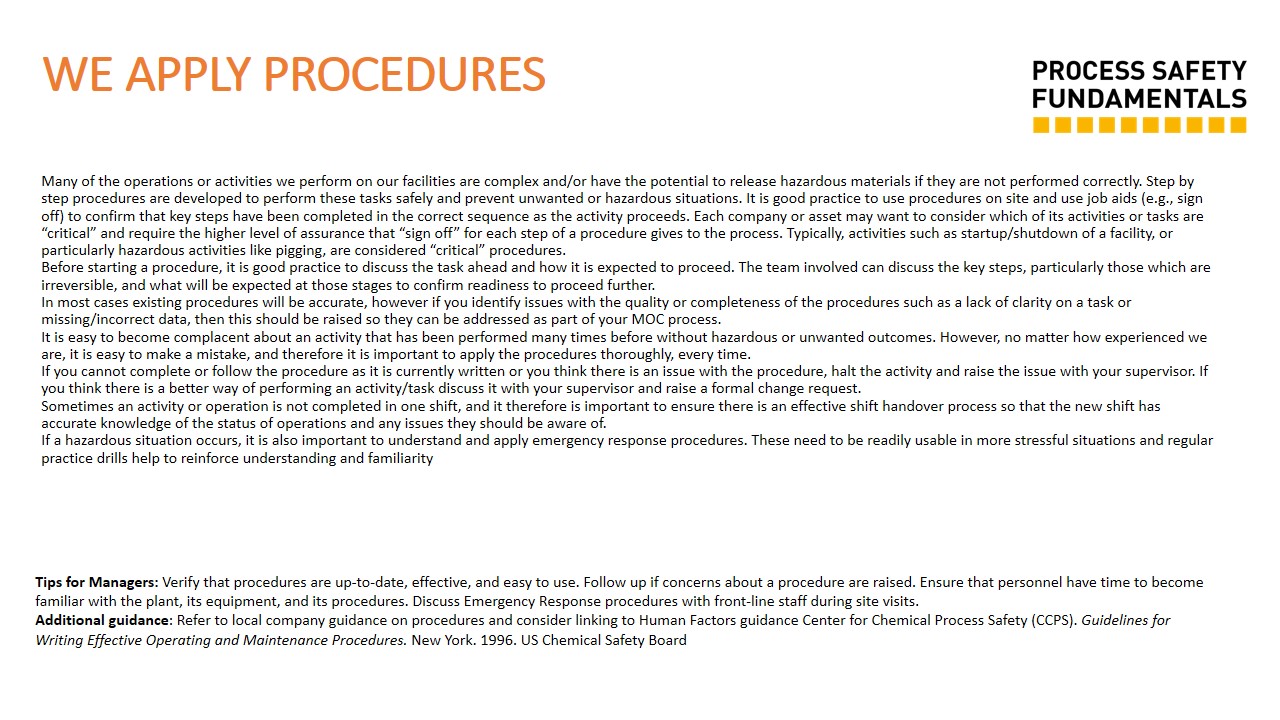 WE APPLY PROCEDURES
PROCESS SAFETY
FUNDAMENTALS
Many of the operations or activities we perform on our facilities are complex and/or have the potential to release hazardous materials if they are not performed correctly. Step by
step procedures are developed to perform these tasks safely and prevent unwanted or hazardous situations. It is good practice to use procedures on site and use job aids (e.g., sign
off) to confirm that key steps have been completed in the correct sequence as the activity proceeds. Each company or asset may want to consider which of its activities or tasks are
“critical” and require the higher level of assurance that “sign off” for each step of a procedure gives to the process. Typically, activities such as startup/shutdown of a facility, or
particularly hazardous activities like pigging, are considered “critical” procedures.
Before starting a procedure, it is good practice to discuss the task ahead and how it is expected to proceed. The team involved can discuss the key steps, particularly those which are
irreversible, and what will be expected at those stages to confirm readiness to proceed further.
In most cases existing procedures will be accurate, however if you identify issues with the quality or completeness of the procedures such as a lack of clarity on a task or
missing/incorrect data, then this should be raised so they can be addressed as part of your MOC process.
It is easy to become complacent about an activity that has been performed many times before without hazardous or unwanted outcomes. However, no matter how experienced we
are, it is easy to make a mistake, and therefore it is important to apply the procedures thoroughly, every time.
If you cannot complete or follow the procedure as it is currently written or you think there is an issue with the procedure, halt the activity and raise the issue with your supervisor. If
you think there is a better way of performing an activity/task discuss it with your supervisor and raise a formal change request.
Sometimes an activity or operation is not completed in one shift, and it therefore is important to ensure there is an effective shift handover process so that the new shift has
accurate knowledge of the status of operations and any issues they should be aware of.
If a hazardous situation occurs, it is also important to understand and apply emergency response procedures. These need to be readily usable in more stressful situations and regular
practice drills help to reinforce understanding and familiarity
Tips for Managers: Verify that procedures are up-to-date, effective, and easy to use. Follow up if concerns about a procedure are raised. Ensure that personnel have time to become
familiar with the plant, its equipment, and its procedures. Discuss Emergency Response procedures with front-line staff during site visits.
Additional guidance: Refer to local company guidance on procedures and consider linking to Human Factors guidance Center for Chemical Process Safety (CCPS). Guidelines for
Writing Effective Operating and Maintenance Procedures. New York. 1996. US Chemical Safety Board